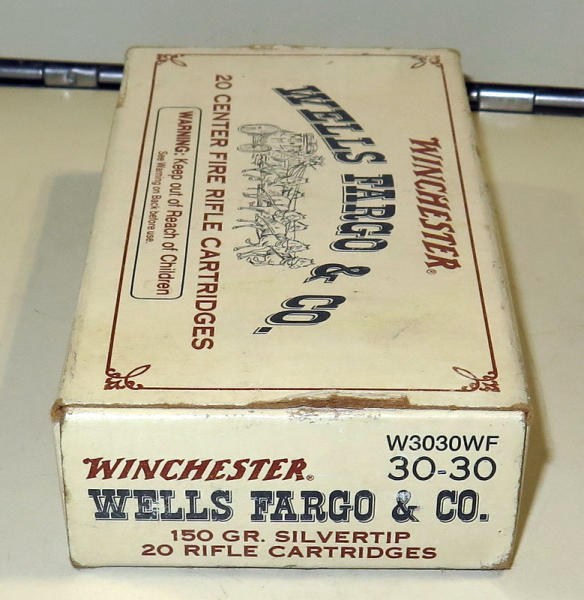 WINCHESTER®
WELLS FARGO & CO.
20 CENTER FIRE RIFLE CARTRIDGES
WARNING: Keep out of Reach of Children
See Warning on Back before use.
W3030WF
WINCHESTER® 30-30
WELLS FARGO & CO.
150 GR. SILVERTIP
20 RIFLE CARTRIDGES